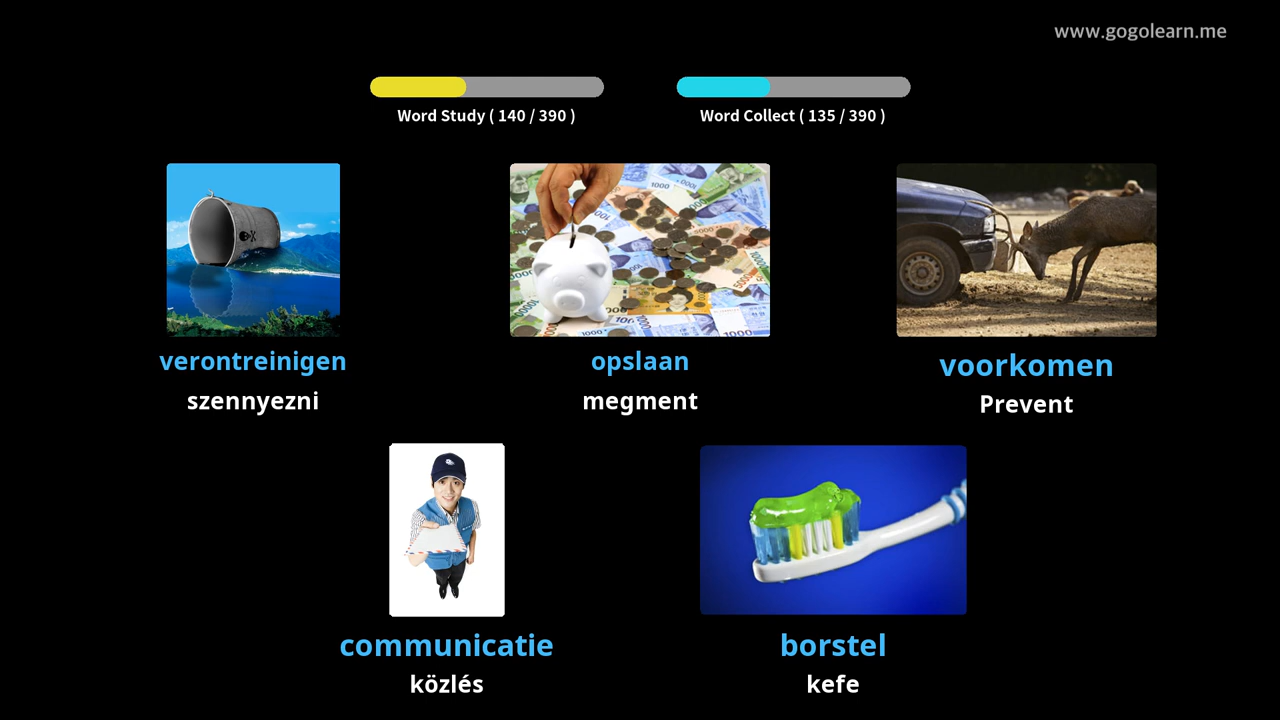 www.gogolearn.me
Word Study ( 140 / 390 )
Word Collect ( 135 / 390 )
verontreinigen
szennyezni
opslaan
megment
voorkomen
Prevent
communicatie
közlés
borstel
kefe